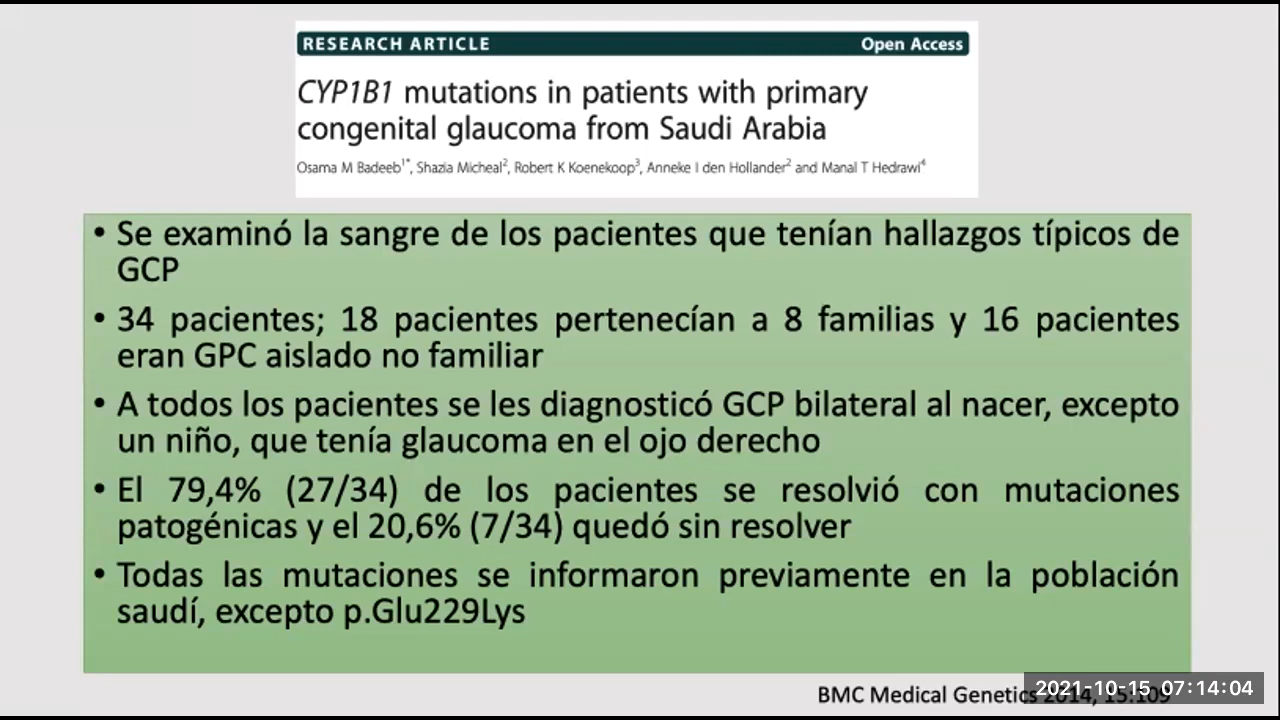 RESEARCH ARTICLE Open Access
CYP1B1 mutations in patients with primary
congenital glaucoma from Saudi Arabia
Osama M Badeeb1*, Shazia Micheal2, Robert K Koenekoop3, Anneke I den Hollander2 and Manal T Hedrawi4
• Se examinó la sangre de los pacientes que tenían hallazgos típicos de
GCP
• 34 pacientes; 18 pacientes pertenecían a 8 familias y 16 pacientes
eran GPC aislado no familiar
• A todos los pacientes se les diagnosticó GCP bilateral al nacer, excepto
un niño, que tenía glaucoma en el ojo derecho
• El 79,4% (27/34) de los pacientes se resolvió con mutaciones
patogénicas y el 20,6% (7/34) quedó sin resolver
• Todas las mutaciones se informaron previamente en la población
saudí, excepto p.Glu229Lys
BMC Medical Genetics 2014, 15:109
2021-10-15 07:14:04